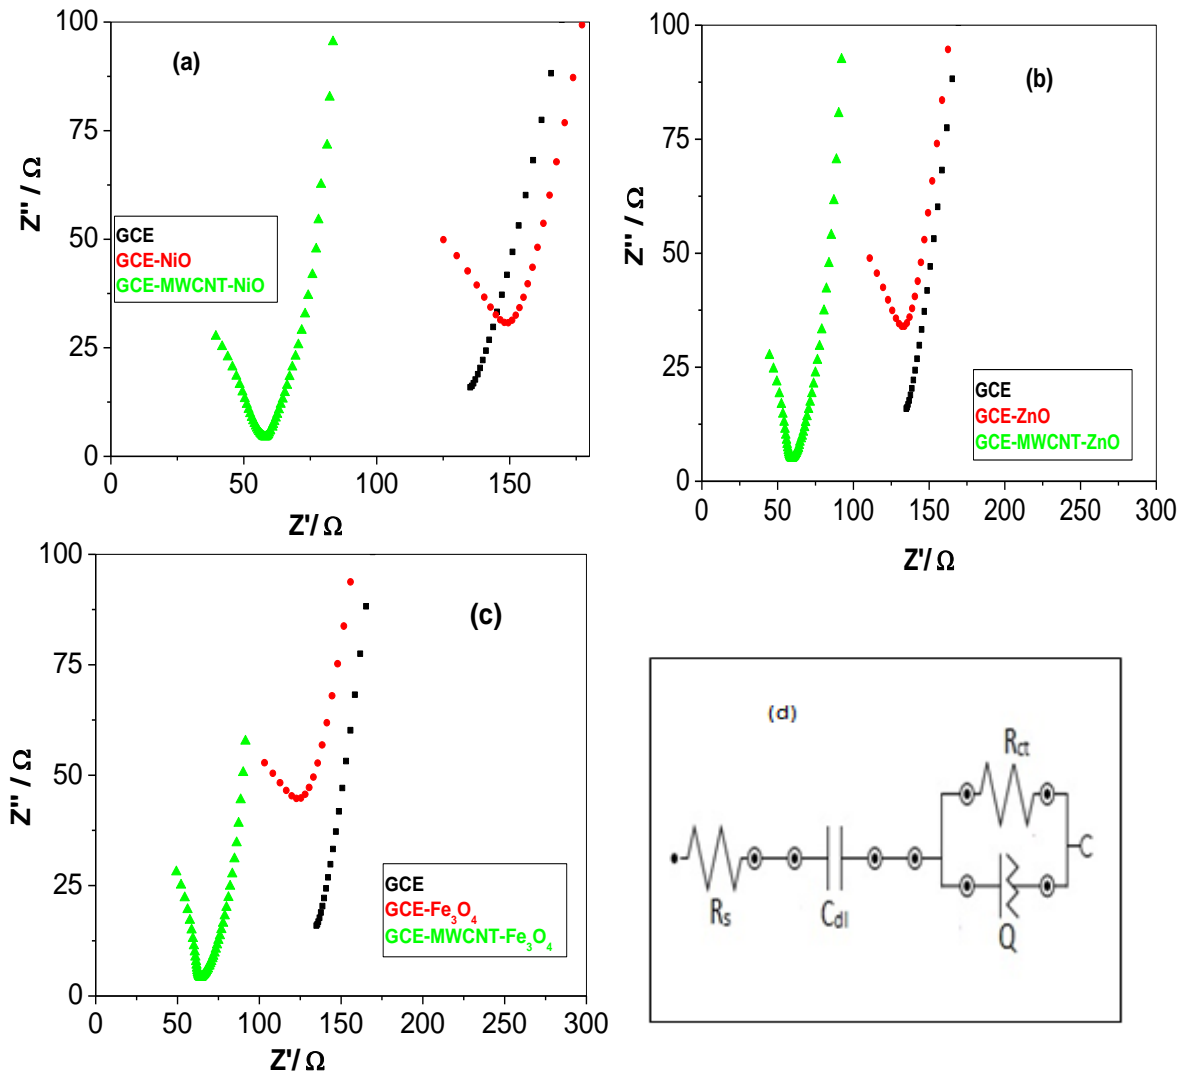 (a)
100
75
50
25
0
Z'' / Ω
GCE
GCE-NiO
GCE-MWCNT-NiO
0
50
100
150
Z'/ Ω
(b)
100
75
50
25
0
Z'' / Ω
GCE
GCE-ZnO
GCE-MWCNT-ZnO
0
50
100
150
200
250
300
Z'/ Ω
(c)
100
75
50
25
0
Z'' / Ω
GCE
GCE-Fe₃O₄
GCE-MWCNT-Fe₃O₄
0
50
100
150
200
250
300
Z'/ Ω
(d)
Rct
Rs
Cdl
Q
C